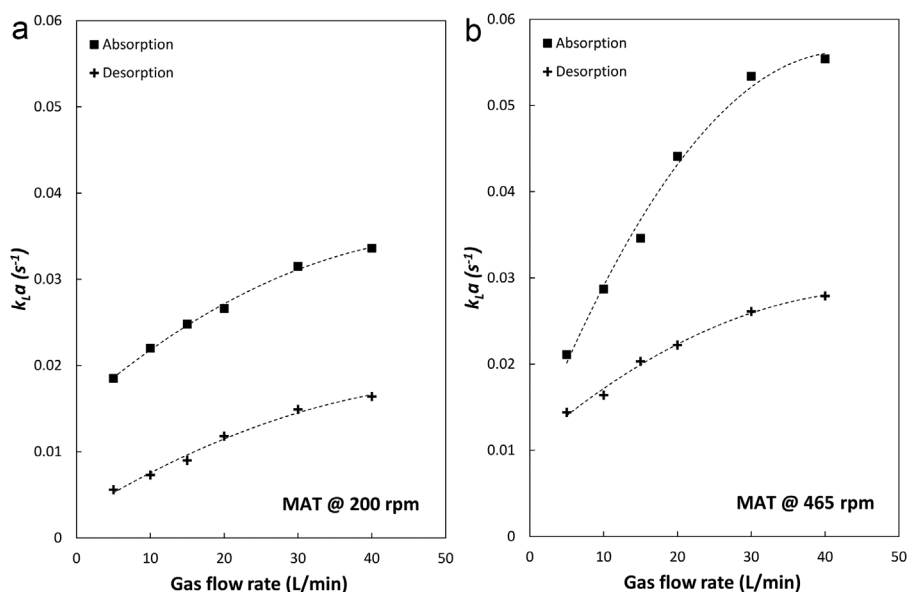 a
Absorption
Desorption
0.06
0.05
0.04
0.03
0.02
0.01
0
kLa (s-1)
MAT @ 200 rpm
0 10 20 30 40 50
Gas flow rate (L/min)
b
Absorption
Desorption
0.06
0.05
0.04
0.03
0.02
0.01
0
kLa (s-1)
MAT @ 465 rpm
0 10 20 30 40 50
Gas flow rate (L/min)